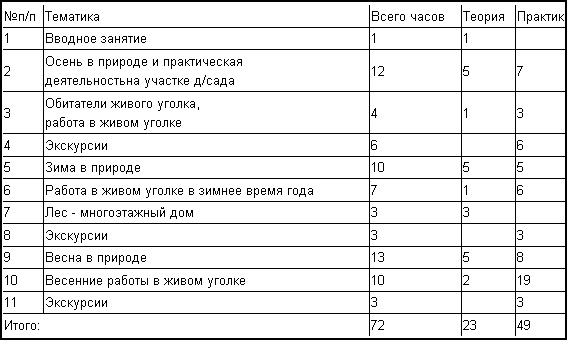 №п/п Тематика Всего часов Теория Практик
1 Вводное занятие 1 1
2 Осень в природе и практическая
деятельностьна участке д/сада 12 5 7
3 Обитатели живого уголка,
работа в живом уголке 4 1 3
4 Экскурсии 6 6
5 Зима в природе 10 5 5
6 Работа в живом уголке в зимнее время года 7 1 6
7 Лес - многоэтажный дом 3 3
8 Экскурсии 3 3
9 Весна в природе 13 5 8
10 Весенние работы в живом уголке 10 2 19
11 Экскурсии 3 3
Итого: 72 23 49